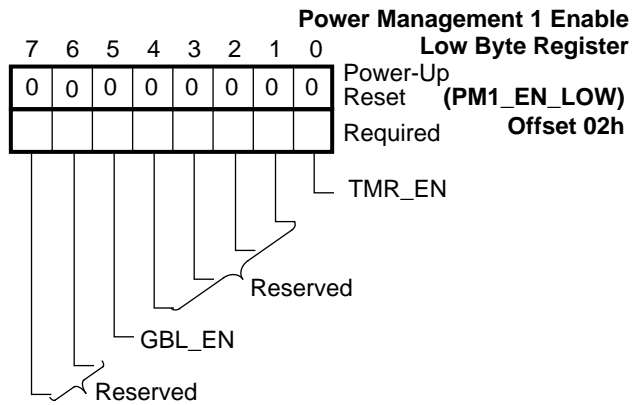 Power Management 1 Enable
Low Byte Register
(PM1_EN_LOW)
Offset 02h
7 6 5 4 3 2 1 0
0 0 0 0 0 0 0 0
Power-Up
Reset
Required
TMR_EN
Reserved
GBL_EN
Reserved